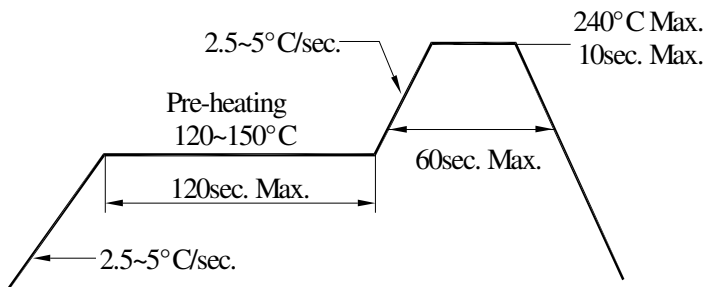 240°C Max.
10sec. Max.
2.5~5°C/sec.
Pre-heating
120~150°C
60sec. Max.
120sec. Max.
2.5~5°C/sec.